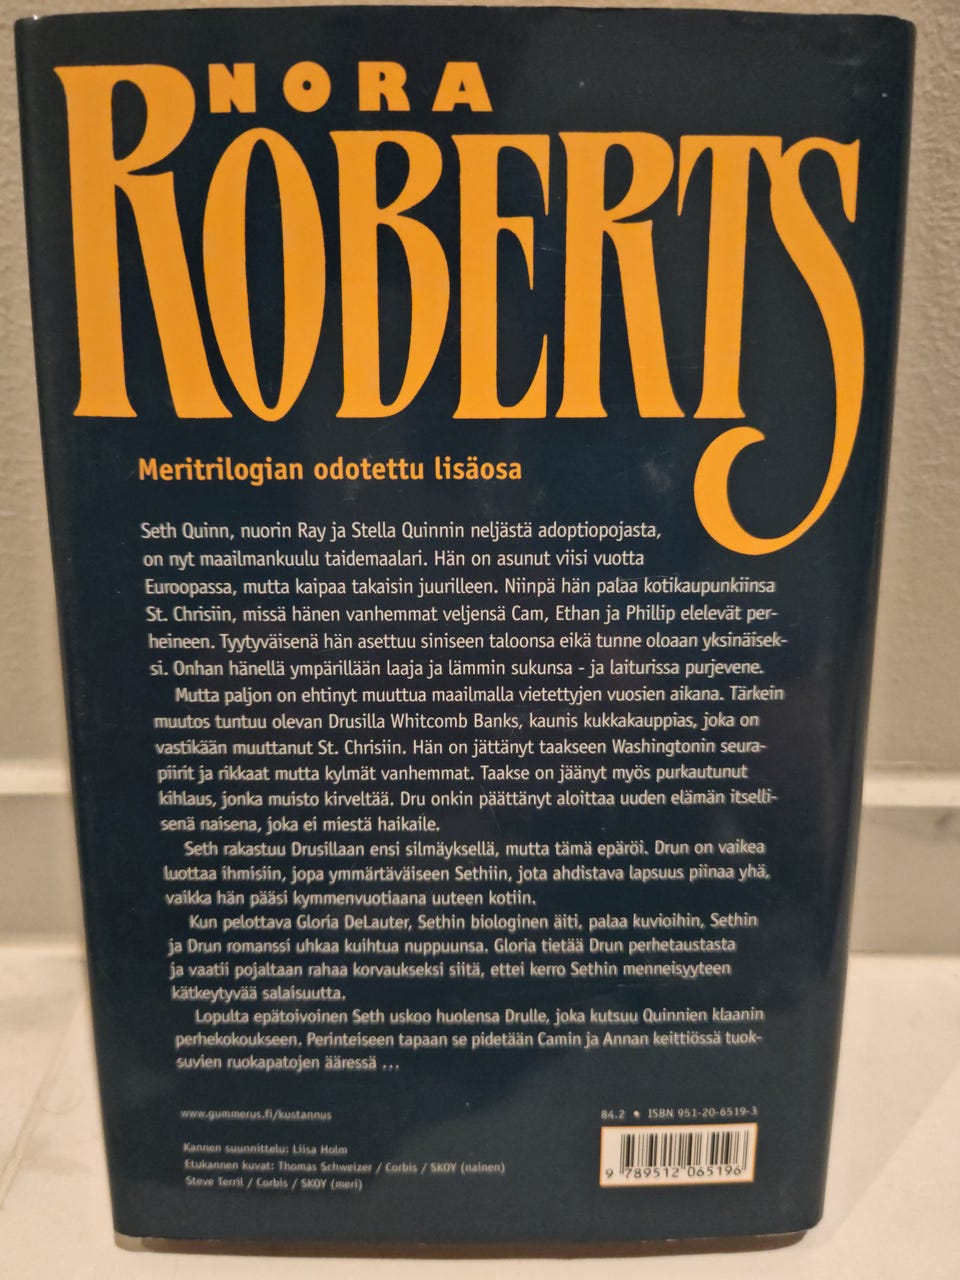 NORA
ROBERTS
Meritrilogian odotettu lisäosa
Seth Quinn, nuorin Ray ja Stella Quinnin neljästä adoptiopojasta,
on nyt maailmankuulu taidemaalari. Hän on asunut viisi vuotta
Euroopassa, mutta kaipaa takaisin juurilleen. Niinpä hän palaa kotikaupunkiinsa
St. Chrisiin, missä hänen vanhemmat veljensä Cam, Ethan ja Phillip elelevät per-
heineen. Tyytyväisenä hän asettuu siniseen taloonsa eikä tunne oloaan yksinäisek-
si. Onhan hänellä ympärillään laaja ja lämmin sukunsa - ja laiturissa purjevene.
Mutta paljon on ehtinyt muuttua maailmalla vietettyjen vuosien aikana. Tärkein
muutos tuntuu olevan Drusilla Whitcomb Banks, kaunis kukkakauppias, joka on
vastikään muuttanut St. Chrisiin. Hän on jättänyt taakseen Washingtonin seura-
piirit ja rikkaat mutta kylmät vanhemmat. Taakse on jäänyt myös purkautunut
kihlaus, jonka muisto kirveltää. Dru onkin päättänyt aloittaa uuden elämän itselli-
senä naisena, joka ei miestä haikaile.
Seth rakastuu Drusillaan ensi silmäyksellä, mutta tämä epäröi. Drun on vaikea
luottaa ihmisiin, jopa ymmärtäväiseen Sethiin, jota ahdistava lapsuus piinaa yhä,
vaikka hän pääsi kymmenvuotiaana uuteen kotiin.
Kun pelottava Gloria DeLauter, Sethin biologinen äiti, palaa kuvioihin, Sethin
ja Drun romanssi uhkaa kuihtua nuppuunsa. Gloria tietää Drun perhetaustasta
ja vaatii pojaltaan rahaa korvaukseksi siitä, ettei kerro Sethin menneisyyteen
kätkeytyvää salaisuutta.
Lopulta epätoivoinen Seth uskoo huolensa Drulle, joka kutsuu Quinnien klaanin
perhekokoukseen. Perinteiseen tapaan se pidetään Camin ja Annan keittiössä tuok-
suvien ruokapatojen ääressä ...
www.gummerus.fi/kustannus
84.2 • ISBN 951-20-6519-3
Kannen suunnittelu: Liisa Holm
Etukannen kuvat: Thomas Schweizer / Corbis / SKOY (nainen)
Steve Terril / Corbis / SKOY (meri)
9 789512 065196